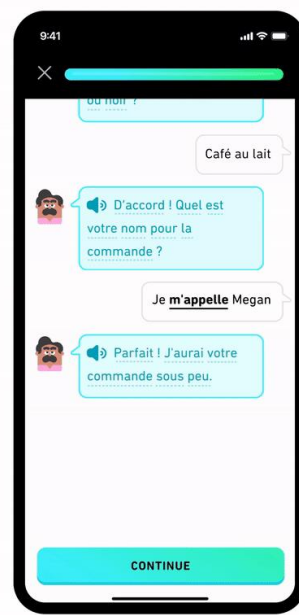 9:41
ou noir ?
Café au lait
D'accord ! Quel est
votre nom pour la
commande ?
Je m'appelle Megan
Parfait ! J'aurai votre
commande sous peu.
CONTINUE